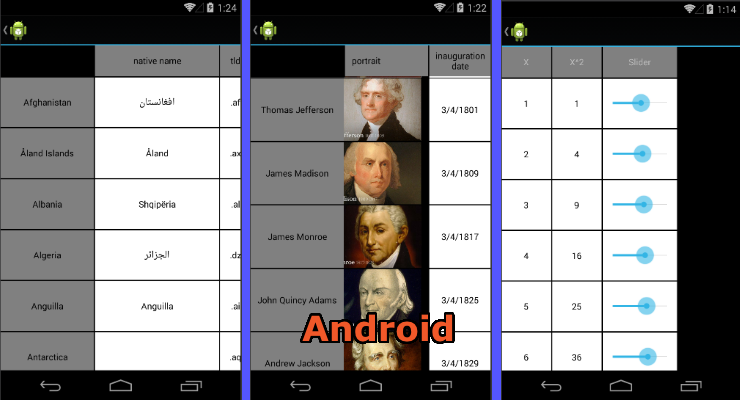 1:24
native name
tld
Afghanistan
افغانستان
.af
Åland Islands
Åland
.ax
Albania
Shqipëria
.al
Algeria
الجزائر
.dz
Anguilla
Anguilla
.ai
Antarctica
.aq
1:22
portrait
inauguration
date
Thomas Jefferson
3/4/1801
James Madison
3/4/1809
James Monroe
3/4/1817
John Quincy Adams
3/4/1825
Andrew Jackson
3/4/1829
Android
1:14
X
X*2
Slider
1
1
2
4
3
9
4
16
5
25
6
36